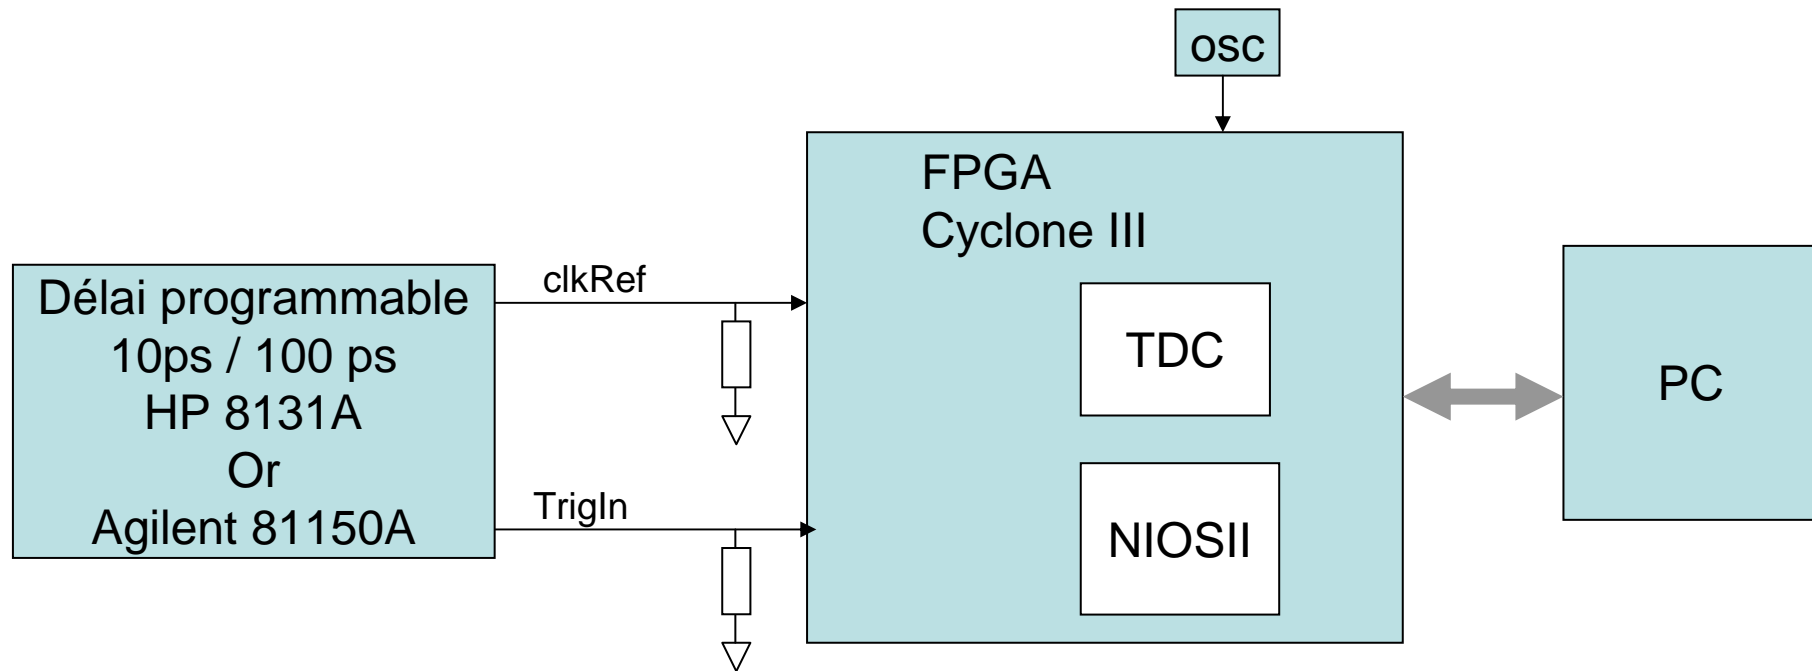 osc
FPGA
Cyclone III
Délai programmable
10ps / 100 ps
HP 8131A
Or
Agilent 81150A
clkRef
TrigIn
TDC
NIOSII
PC